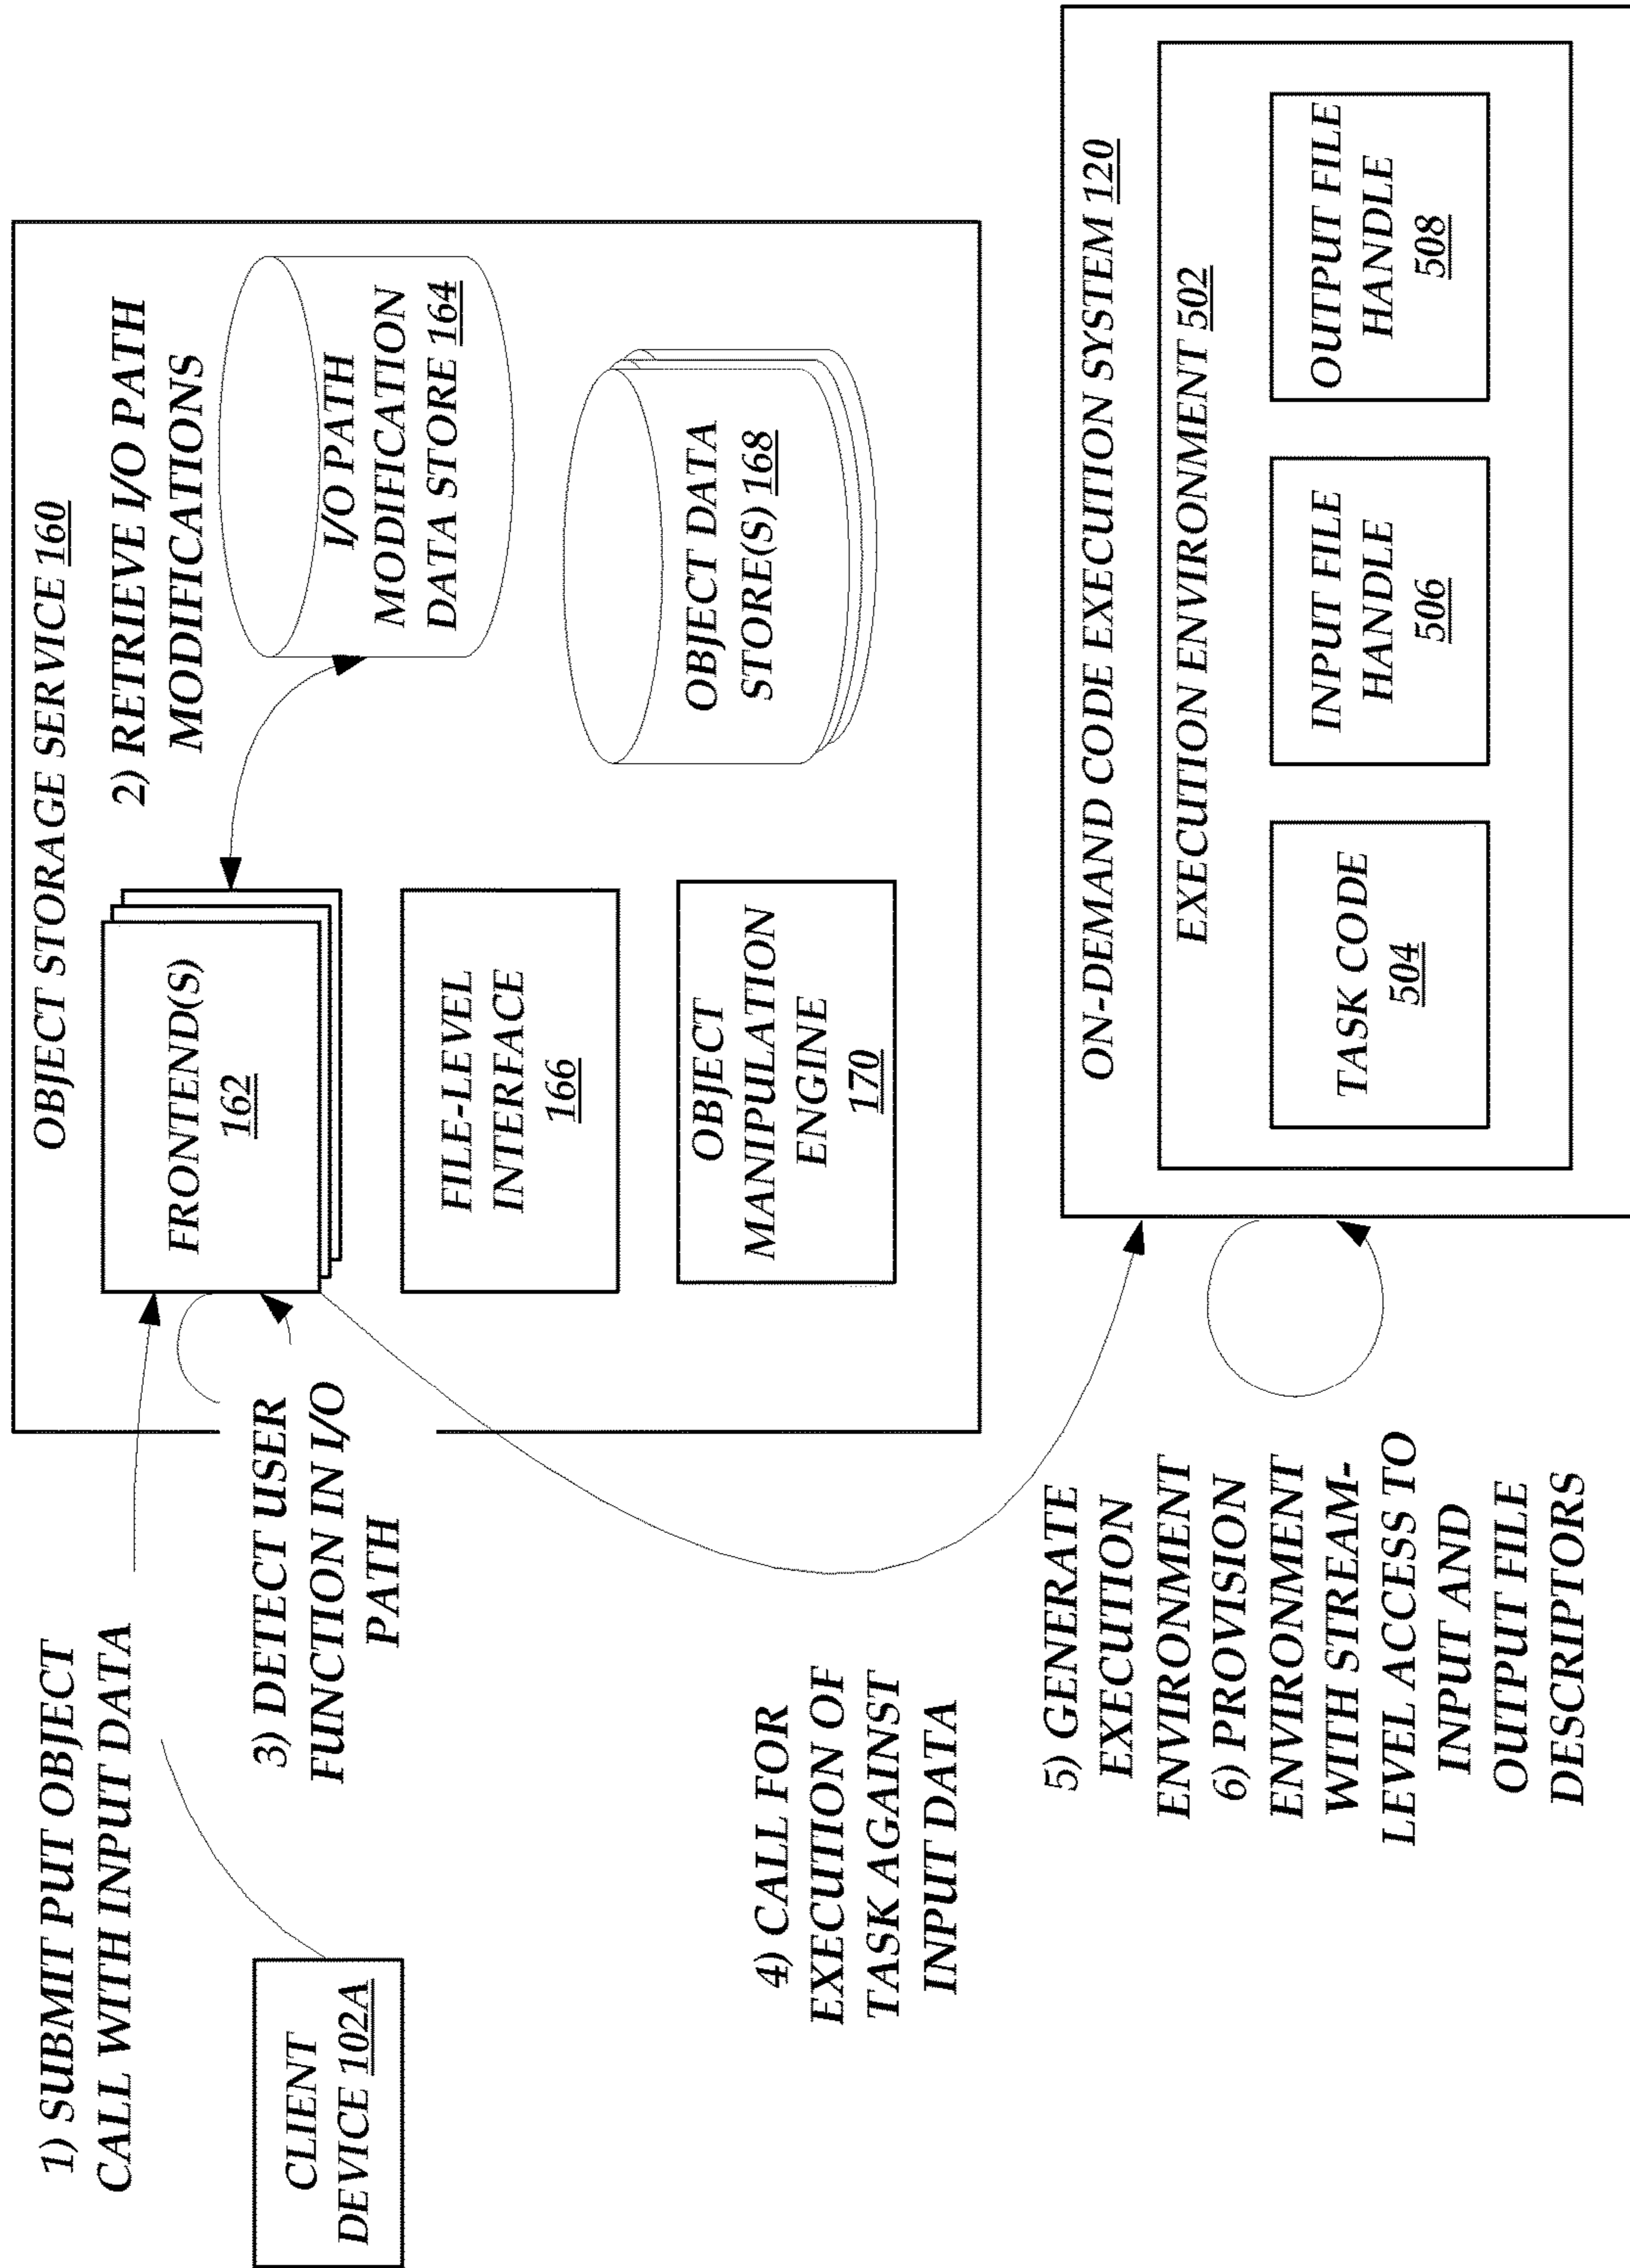 1) SUBMIT PUT OBJECT
CALL WITH INPUT DATA
CLIENT
DEVICE 102A
3) DETECT USER
FUNCTION IN I/O
PATH
4) CALL FOR
EXECUTION OF
TASK AGAINST
INPUT DATA
5) GENERATE
EXECUTION
ENVIRONMENT
6) PROVISION
ENVIRONMENT
WITH STREAM-
LEVEL ACCESS TO
INPUT AND
OUTPUT FILE
DESCRIPTORS
OBJECT STORAGE SERVICE 160
FRONTEND(S)
162
2) RETRIEVE I/O PATH
MODIFICATIONS
I/O PATH
MODIFICATION
DATA STORE 164
FILE-LEVEL
INTERFACE
166
OBJECT
MANIPULATION
ENGINE
170
OBJECT DATA
STORE(S) 168
ON-DEMAND CODE EXECUTION SYSTEM 120
EXECUTION ENVIRONMENT 502
TASK CODE
504
INPUT FILE
HANDLE
506
OUTPUT FILE
HANDLE
508